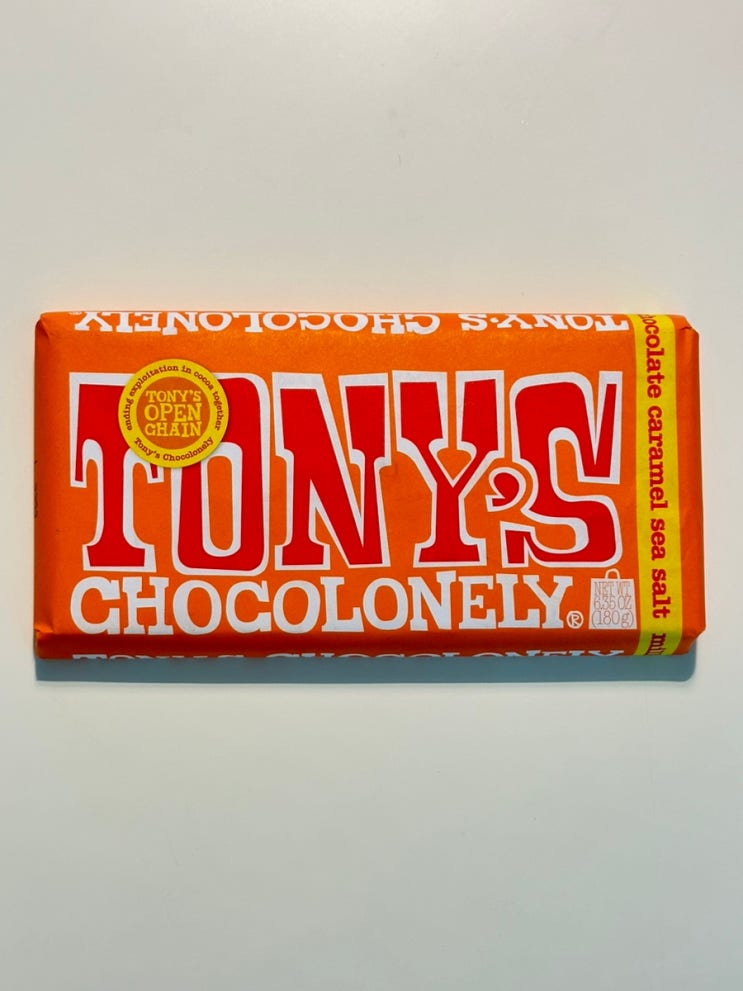 TONY'S CHOCOLONELY
ending exploitation in cocoa together
TONY'S
OPEN
CHAIN
Tony's Chocolonely
TONY'S
CHOCOLONELY®
NET WT
6.35 OZ
(180g)
caramel sea salt
TONY'S CHOCOLONELY